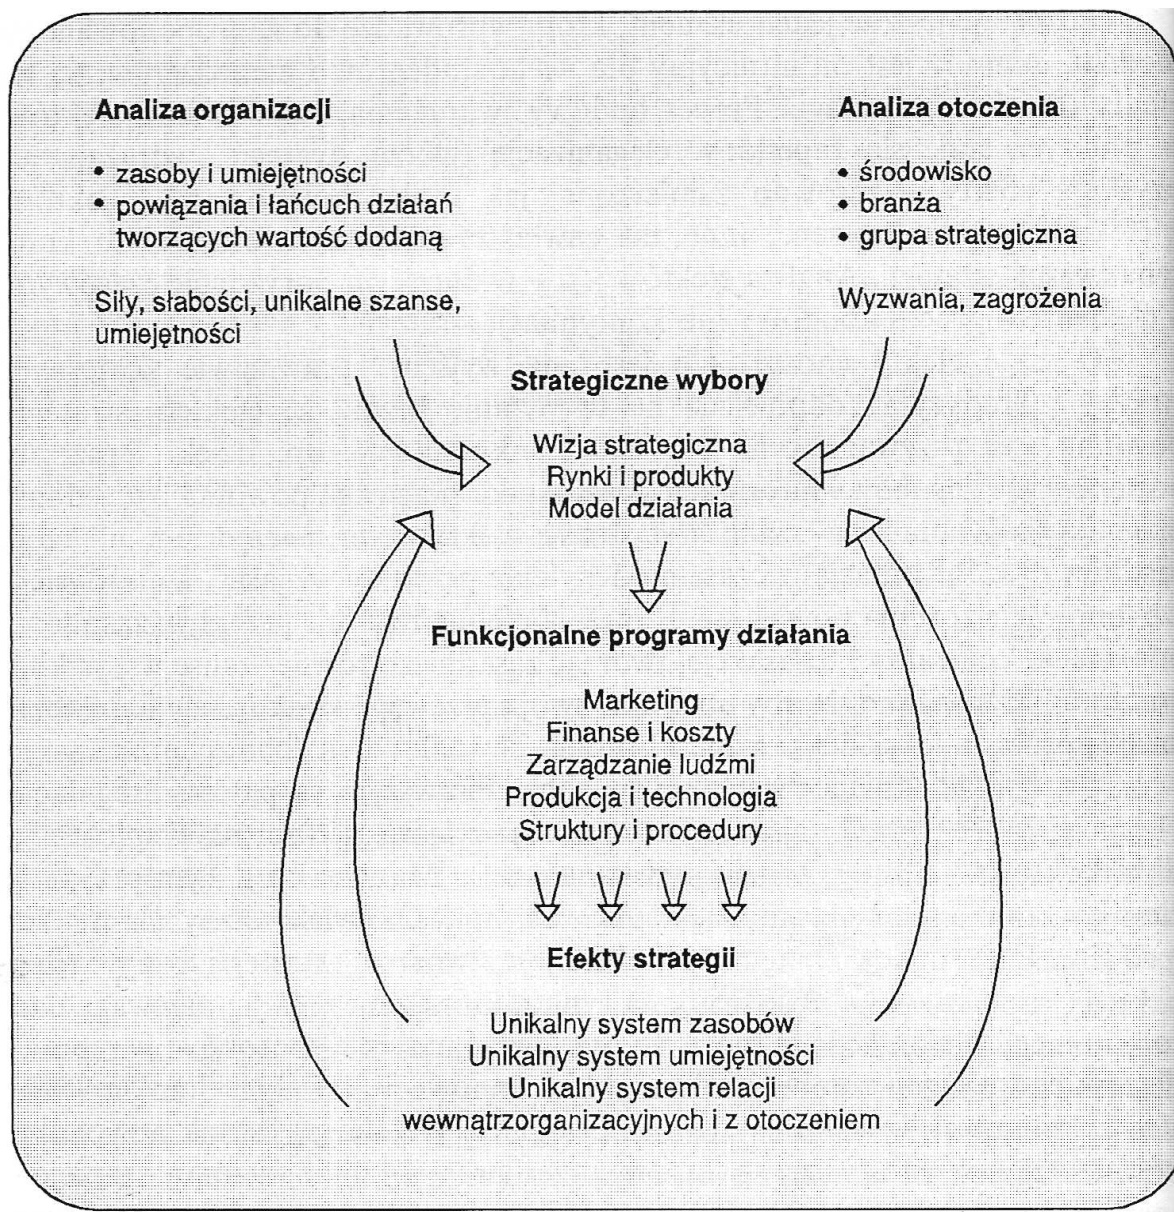 Analiza organizacji
• zasoby i umiejętności
• powiązania i łańcuch działań
tworzących wartość dodaną
Siły, słabości, unikalne szanse,
umiejętności
Analiza otoczenia
• środowisko
• branża
• grupa strategiczna
Wyzwania, zagrożenia
Strategiczne wybory
Wizja strategiczna
Rynki i produkty
Model działania
Funkcjonalne programy działania
Marketing
Finanse i koszty
Zarządzanie ludźmi
Produkcja i technologia
Struktury i procedury
Efekty strategii
Unikalny system zasobów
Unikalny system umiejętności
Unikalny system relacji
wewnątrzorganizacyjnych i z otoczeniem